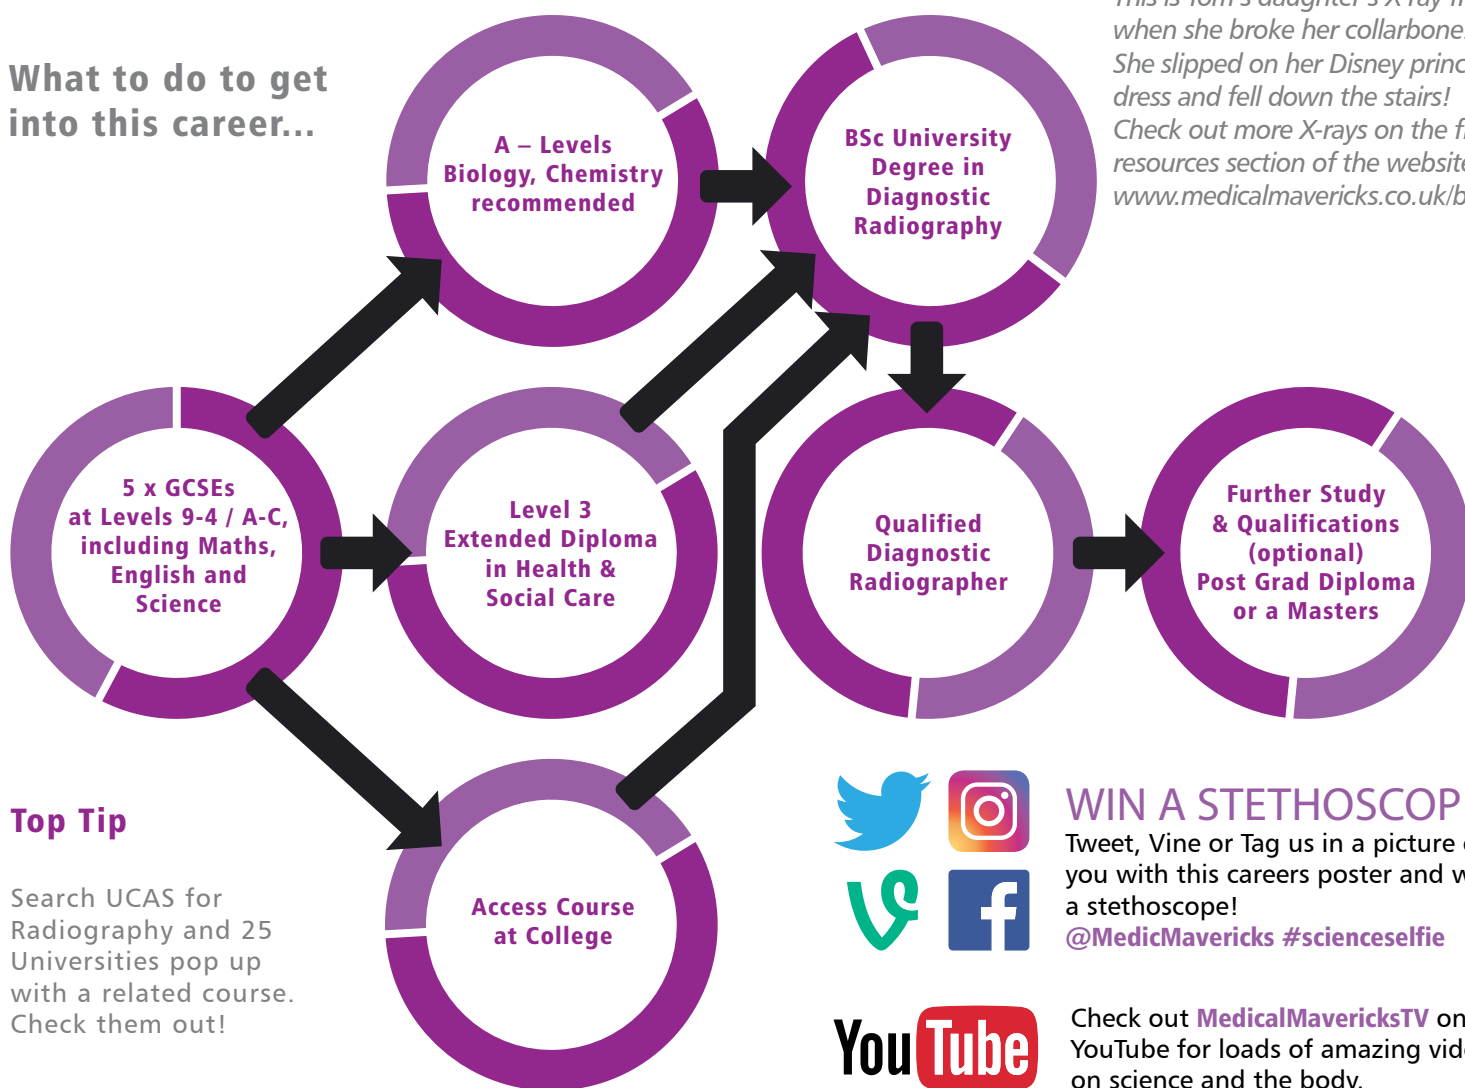 What to do to get
into this career...
This is Tom's daughter's X-ray
when she broke her collarbone.
She slipped on her Disney
dress and fell down the stairs!
Check out more X-rays on the
resources section of the website
www.medicalmavericks.co.uk/
A – Levels
Biology, Chemistry
recommended
BSc University
Degree in
Diagnostic
Radiography
5 x GCSEs
at Levels 9-4 / A-C,
including Maths,
English and
Science
Level 3
Extended Diploma
in Health &
Social Care
Qualified
Diagnostic
Radiographer
Further Study
& Qualifications
(optional)
Post Grad Diploma
or a Masters
Access Course
at College
Top Tip
Search UCAS for
Radiography and 25
Universities pop up
with a related course.
Check them out!
WIN A STETHOSCOP
Tweet, Vine or Tag us in a picture
you with this careers poster and
a stethoscope!
@MedicMavericks #scienceselfie
YouTube
Check out MedicalMavericksTV on
YouTube for loads of amazing
on science and the body.